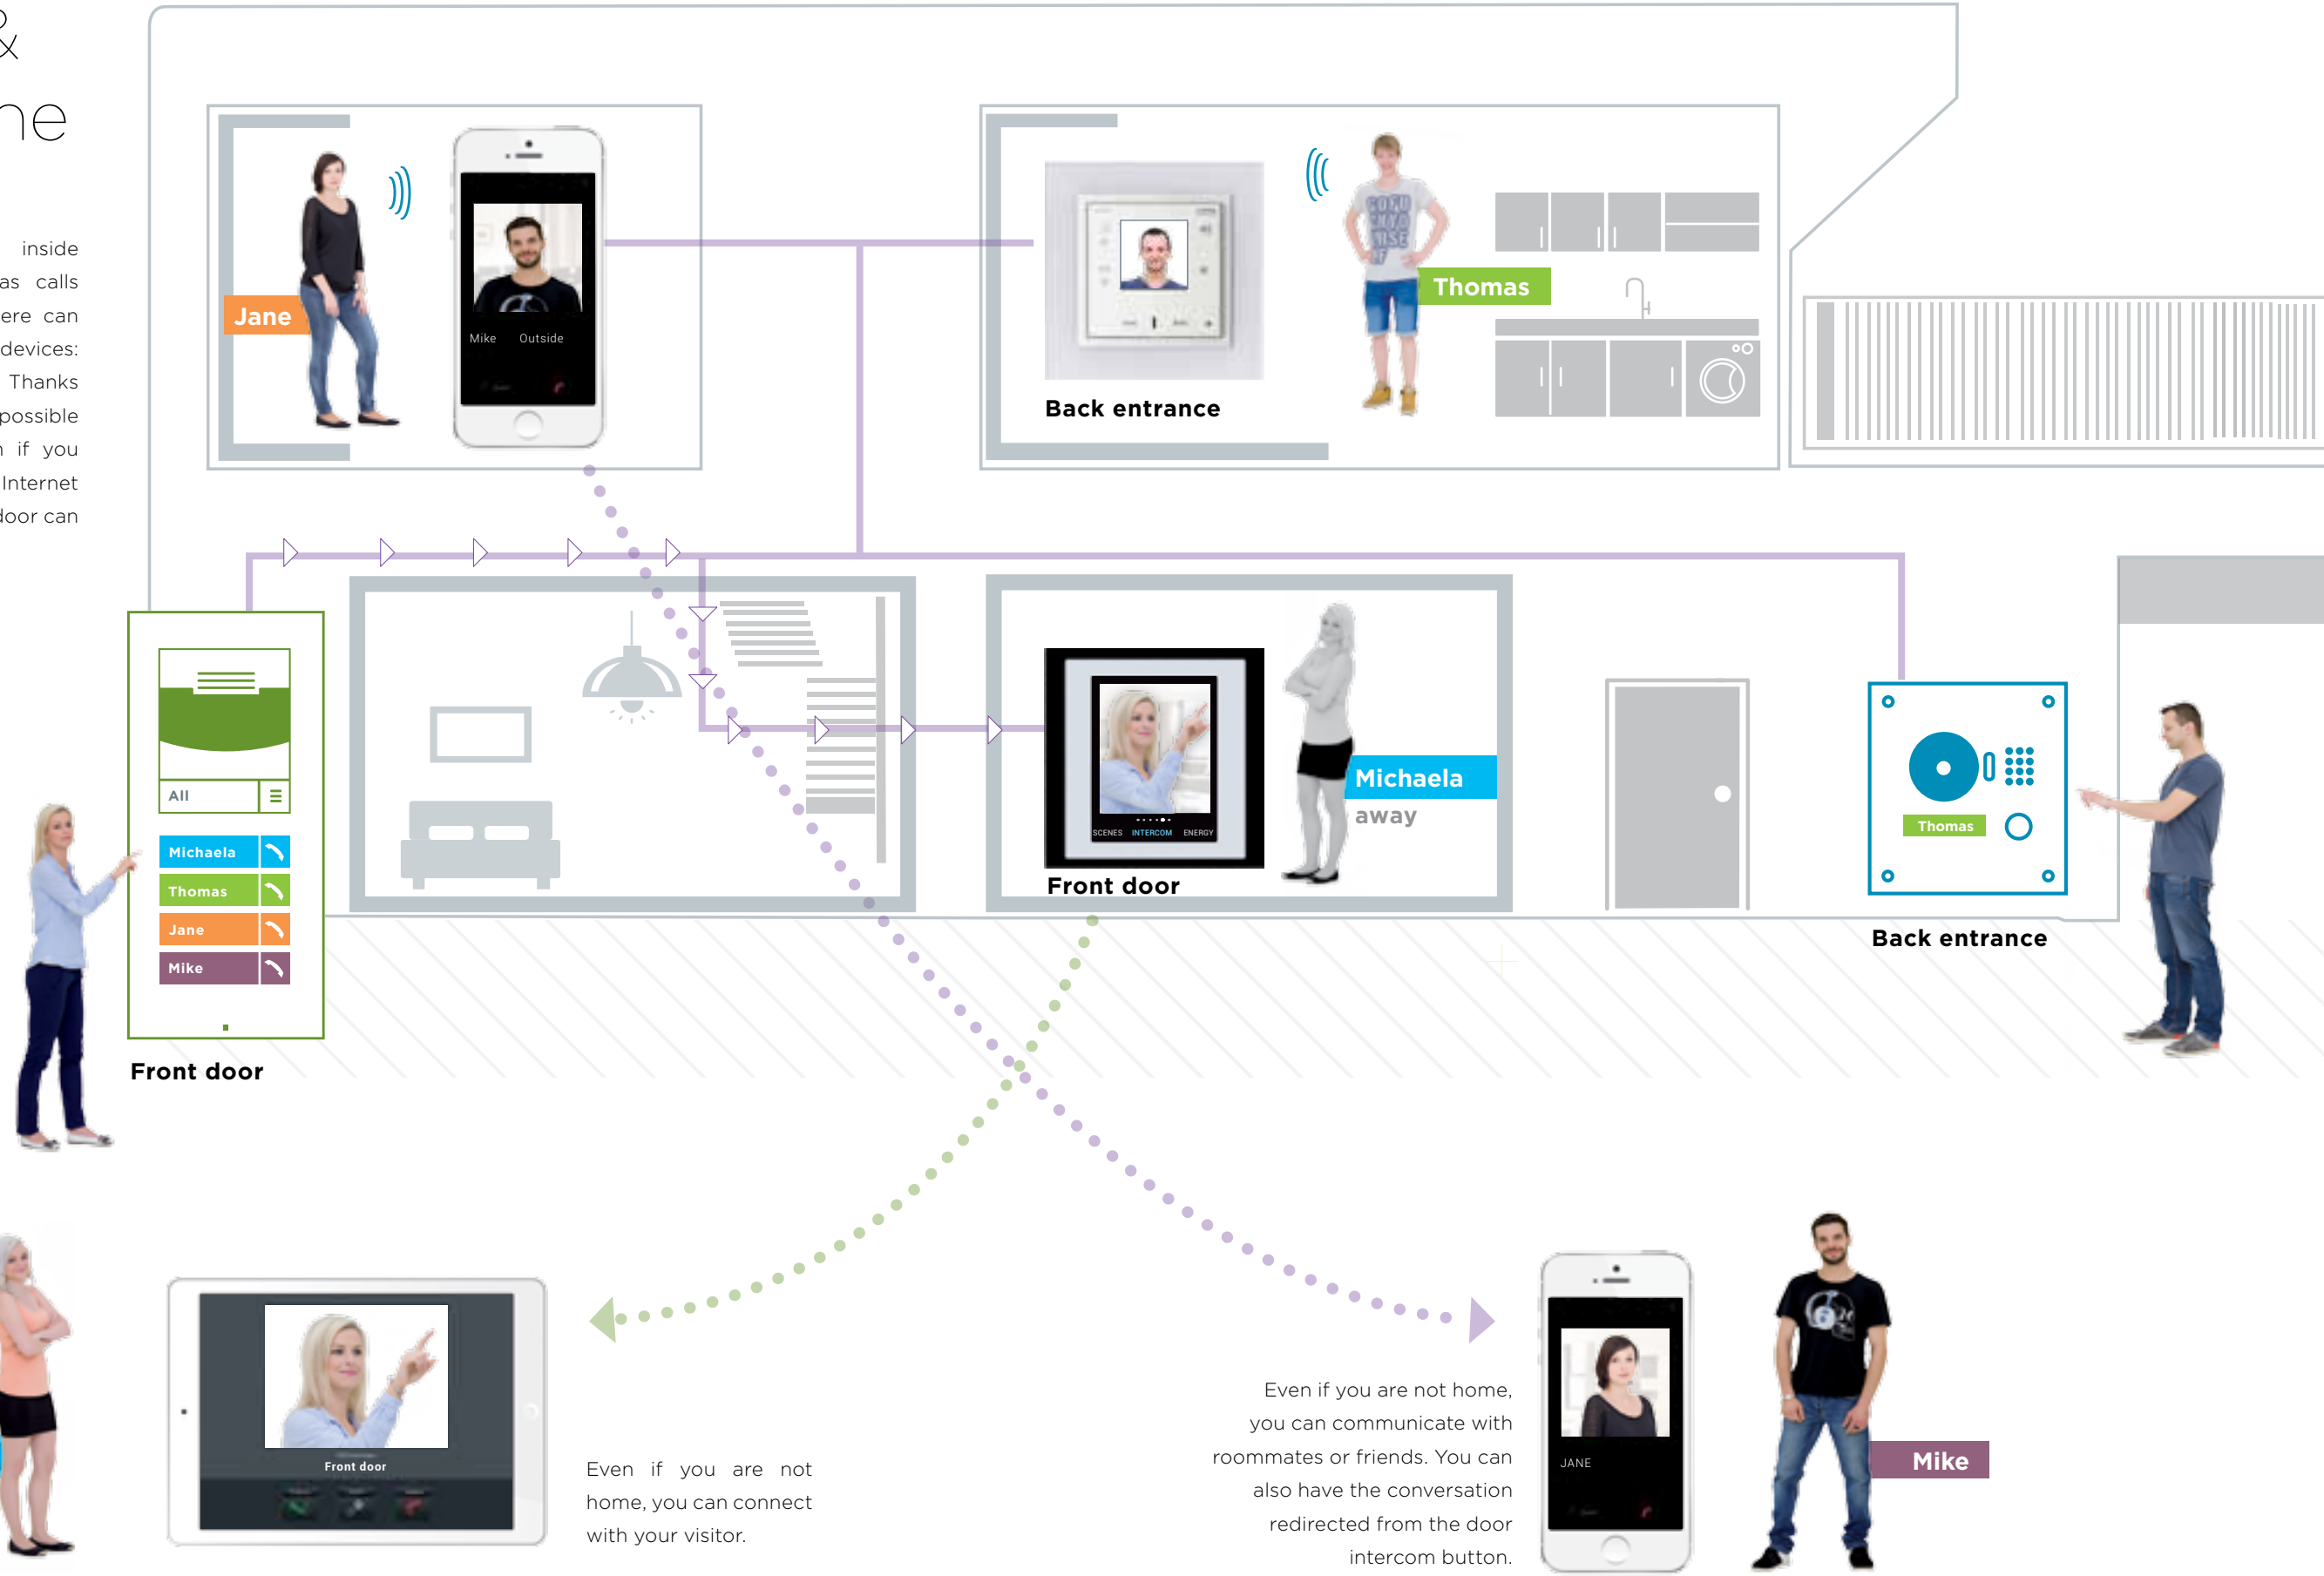 &
ne
inside
as calls
ere can
devices:
Thanks
possible
n if you
Internet
door can
Jane
Mike Outside
Back entrance
Thomas
All
Michaela
Thomas
Jane
Mike
Front door
SCENES INTERCOM ENERGY
Front door
Michaela
away
Thomas
Back entrance
Front door
Even if you are not
home, you can connect
with your visitor.
Even if you are not home,
you can communicate with
roommates or friends. You can
also have the conversation
redirected from the door
intercom button.
JANE
Mike